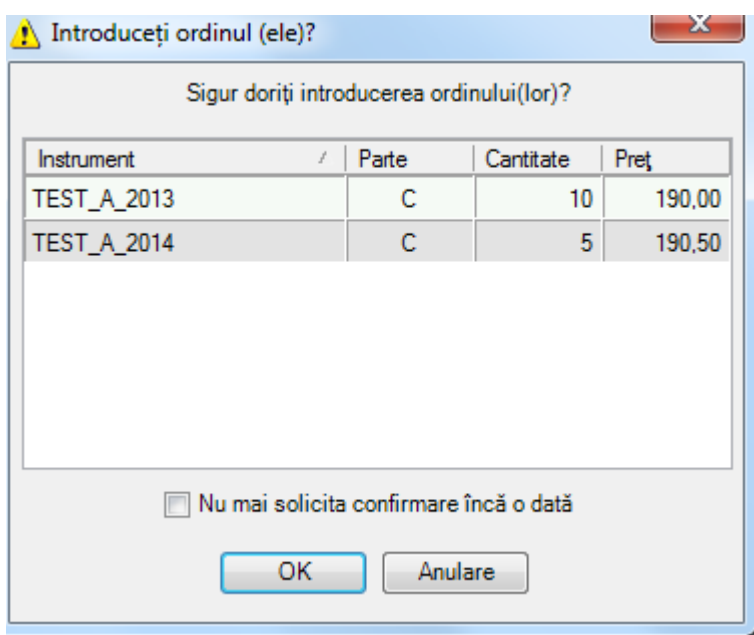 Introduceți ordinul (ele)?
Sigur doriți introducerea ordinului(lor)?
Instrument Parte Cantitate Preţ
TEST_A_2013 C 10 190,00
TEST_A_2014 C 5 190,50
Nu mai solicita confirmare încă o dată
OK Anulare